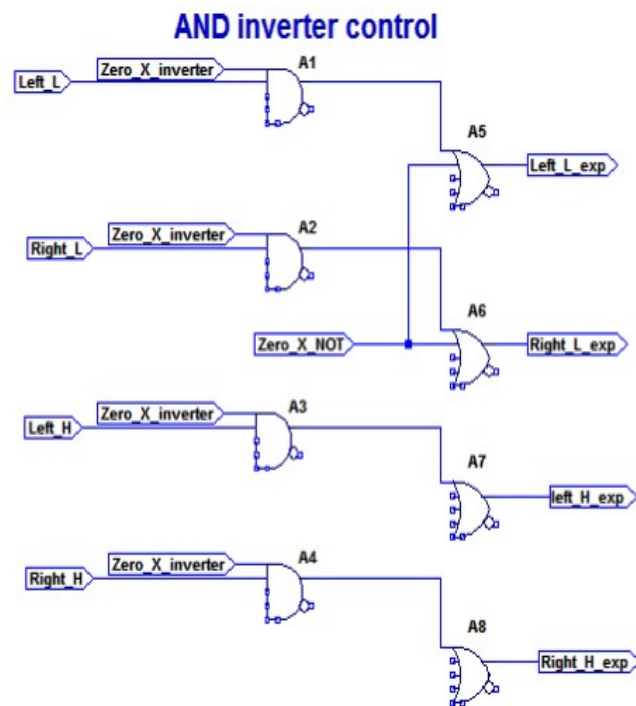 AND inverter control
Zero_X_inverter
A1
Left_L
A5
Left_L_exp
Zero_X_inverter
A2
Right_L
A6
Zero_X_NOT
Right_L_exp
Zero_X_inverter
A3
Left_H
A7
left_H_exp
Zero_X_inverter
A4
Right_H
A8
Right_H_exp